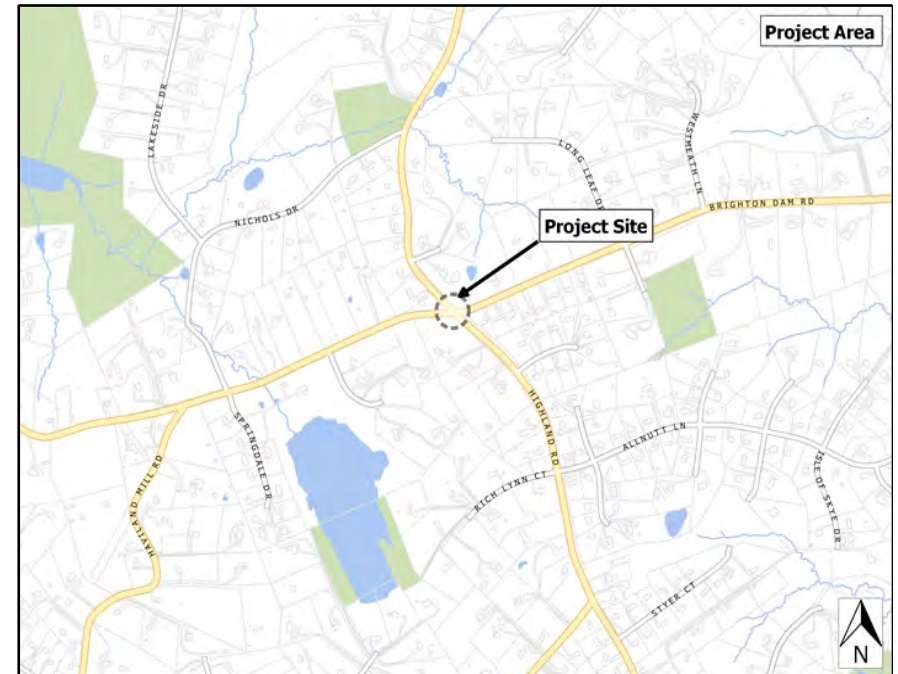 Project Area
LAKESIDE DR
WESTMEATH LN
LONG LEAF DR
NICHOLS DR
BRIGHTON DAM RD
Project Site
HIGHLAND RD
ALLNUTT LN
SPRINGDALE DR
RICH LYNN CT
ISLE OF SKYE DR
HAVILAND MILL RD
STYER CT
N